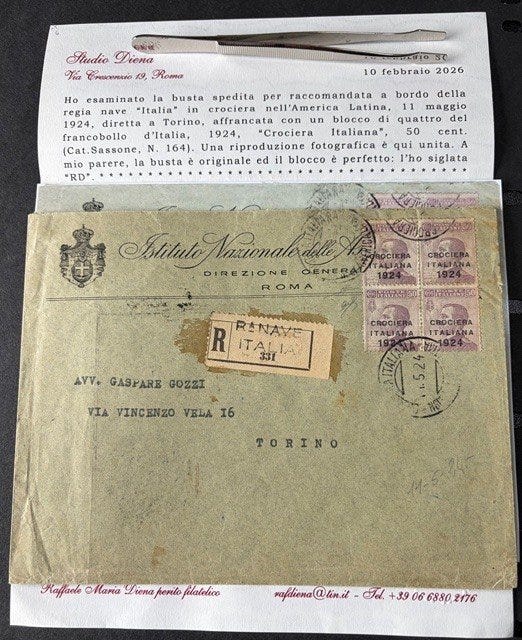 Studio Diena
Via Crescenzio 19, Roma
10 febbraio 2026
Ho esaminato la busta spedita per raccomandata a bordo della
regia nave “Italia” in crociera nell’America Latina, 11 maggio
1924, diretta a Torino, affrancata con un blocco di quattro del
francobollo d’Italia, 1924, “Crociera Italiana”, 50 cent.
(Cat.Sassone, N. 164). Una riproduzione fotografica è qui unita. A
mio parere, la busta è originale ed il blocco è perfetto: l’ho siglata
“RD”.
Istituto Nazionale delle
DIREZIONE GENERAL
ROMA
CROCIERA
ITALIANA
1924
CROCIERA
ITALIANA
1924
CROCIERA
ITALIANA
1924
CROCIERA
ITALIANA
1924
R
R.NAVE
ITALIA
331
AVV. GASPARE GOZZI
VIA VINCENZO VELA 16
TORINO
Raffaele Maria Diena perito filatelico
rafdiena@tin.it - Tel. +39 06 6880 2176